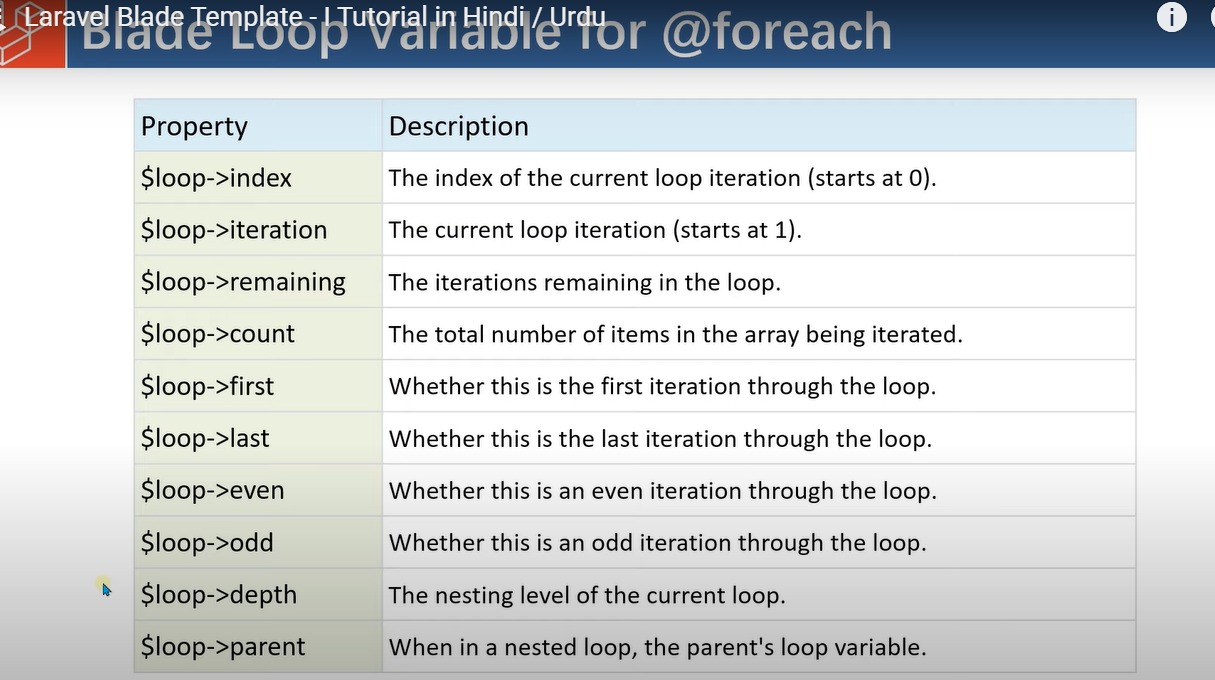 Laravel Blade Template - I Tutorial in Hindi / Urdu
Blade Loop Variable for @foreach
Property Description
$loop->index The index of the current loop iteration (starts at 0).
$loop->iteration The current loop iteration (starts at 1).
$loop->remaining The iterations remaining in the loop.
$loop->count The total number of items in the array being iterated.
$loop->first Whether this is the first iteration through the loop.
$loop->last Whether this is the last iteration through the loop.
$loop->even Whether this is an even iteration through the loop.
$loop->odd Whether this is an odd iteration through the loop.
$loop->depth The nesting level of the current loop.
$loop->parent When in a nested loop, the parent's loop variable.